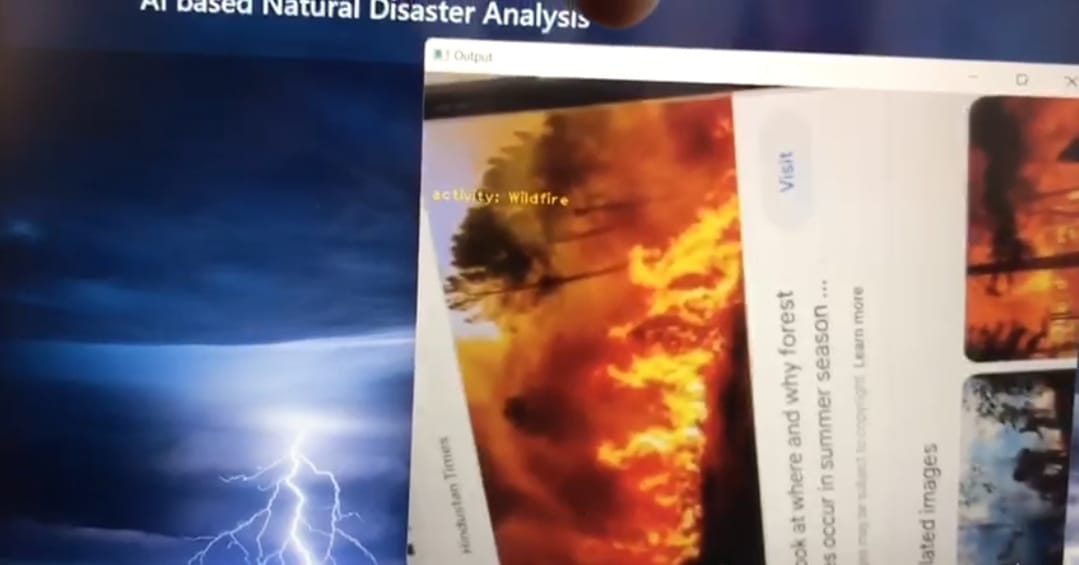 AI based Natural Disaster Analysis
Output
activity: Wildfire
Hindustan Times
Visit
ook at where and why forest
es occur in summer season ...
may be subject to copyright Learn more
lated images